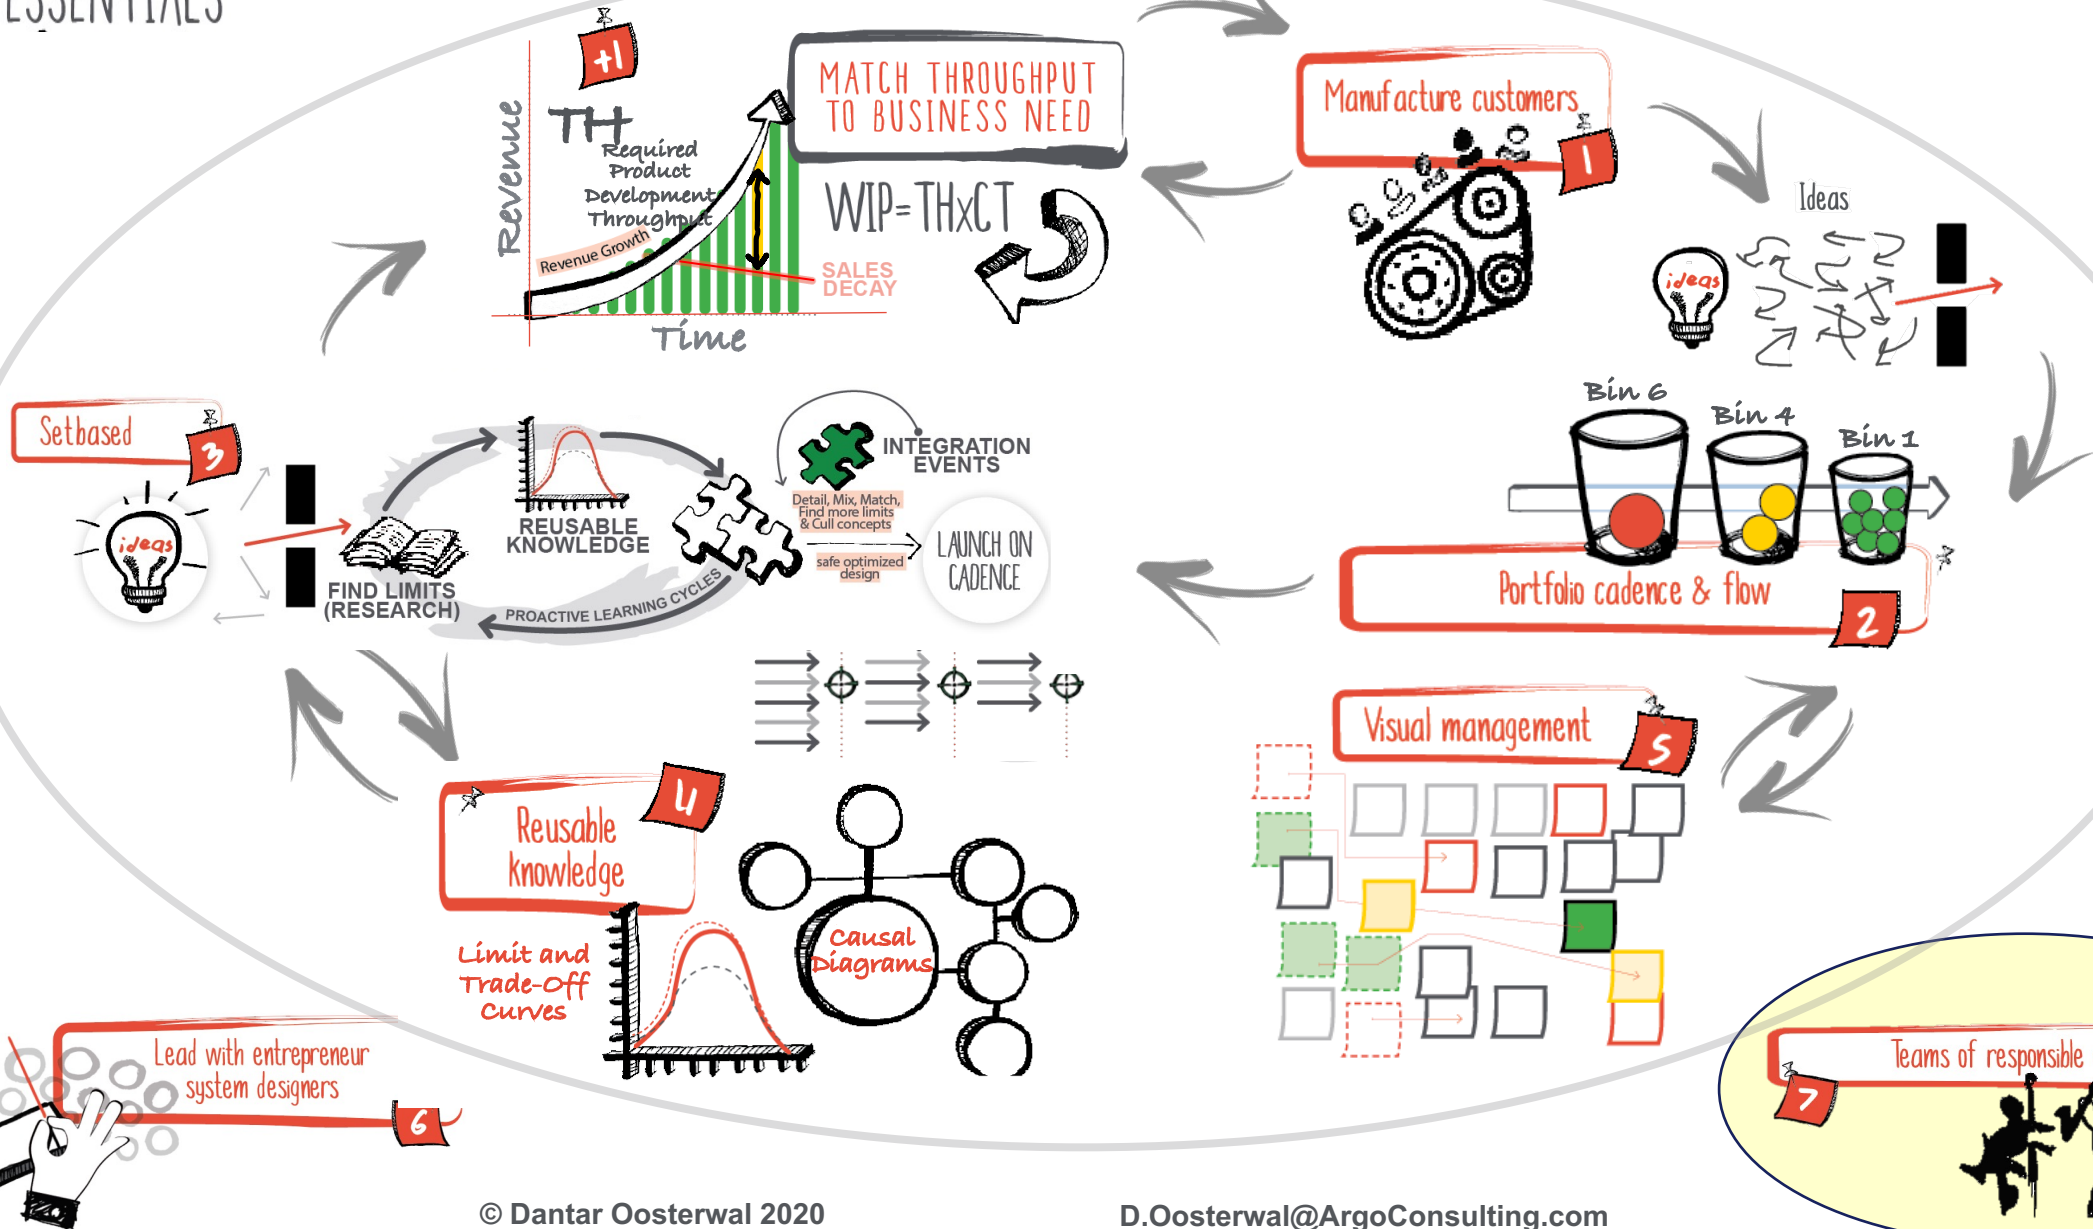 ESSENTIALS
+1
MATCH THROUGHPUT
TO BUSINESS NEED
Revenue
TH
Required
Product
Development
Throughput
Revenue Growth
WIP=THxCT
SALES
DECAY
Time
Manufacture customers
1
Ideas
ideas
Bin 6
Bin 4
Bin 1
Portfolio cadence & flow
2
Setbased
3
ideas
FIND LIMITS
(RESEARCH)
REUSABLE
KNOWLEDGE
PROACTIVE LEARNING CYCLES
INTEGRATION
EVENTS
Detail, Mix, Match,
Find more limits
& Cull concepts
safe optimized
design
LAUNCH ON
CADENCE
Visual management
5
Reusable
knowledge
4
Limit and
Trade-Off
Curves
Causal
Diagrams
Lead with entrepreneur
system designers
6
Teams of responsible
7
© Dantar Oosterwal 2020
D.Oosterwal@ArgoConsulting.com